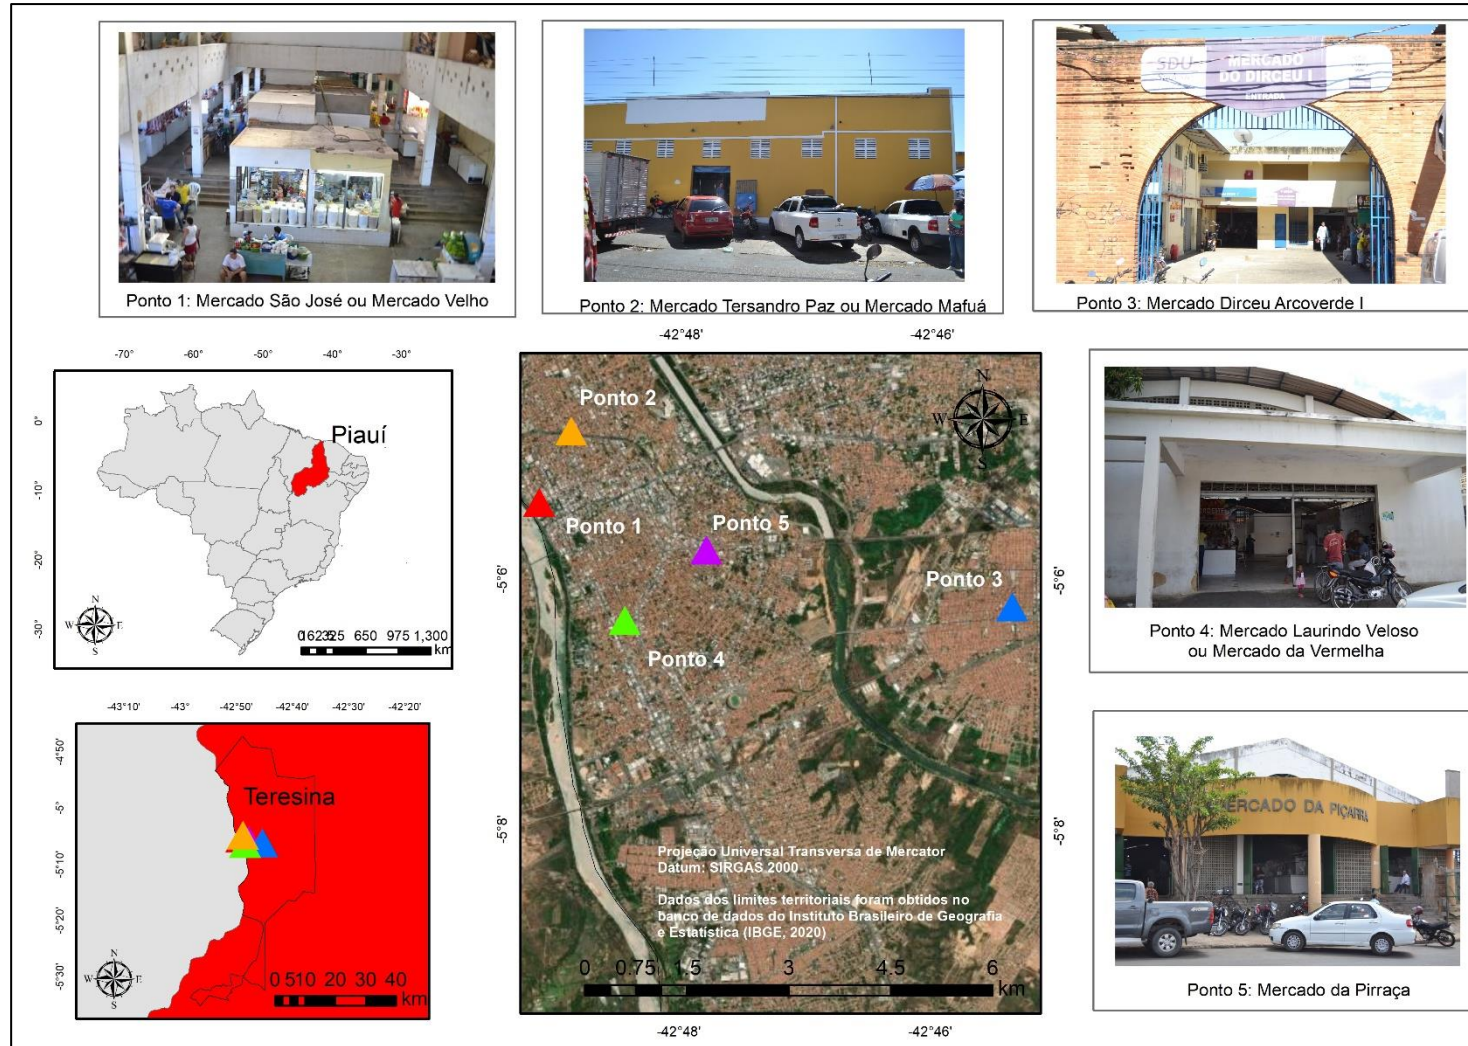 SDU
MERCADO
DO DIRCEU I
ENTRADA
Ponto 1: Mercado São José ou Mercado Velho
Ponto 2: Mercado Tersandro Paz ou Mercado Mafuá
Ponto 3: Mercado Dirceu Arcoverde I
-70° -60° -50° -40° -30°
0°
-10°
-20°
-30°
Piauí
N
W E
S
0 162.5 325 650 975 1,300
km
-43°10' -43° -42°50' -42°40' -42°30' -42°20'
-4°50'
-5°
-5°10'
-5°20'
-5°30'
Teresina
N
W E
S
0 5 10 20 30 40
km
-42°48' -42°46'
N
W E
S
Ponto 2
Ponto 1
Ponto 5
Ponto 3
Ponto 4
-5°6' -5°6'
-5°8' -5°8'
Projeção Universal Transversa de Mercator
Datum: SIRGAS 2000
Dados dos limites territoriais foram obtidos no
banco de dados do Instituto Brasileiro de Geografia
e Estatística (IBGE, 2020)
0 0.75 1.5 3 4.5 6
km
-42°48' -42°46'
Ponto 4: Mercado Laurindo Veloso
ou Mercado da Vermelha
MERCADO DA PIÇARRA
Ponto 5: Mercado da Pirraça